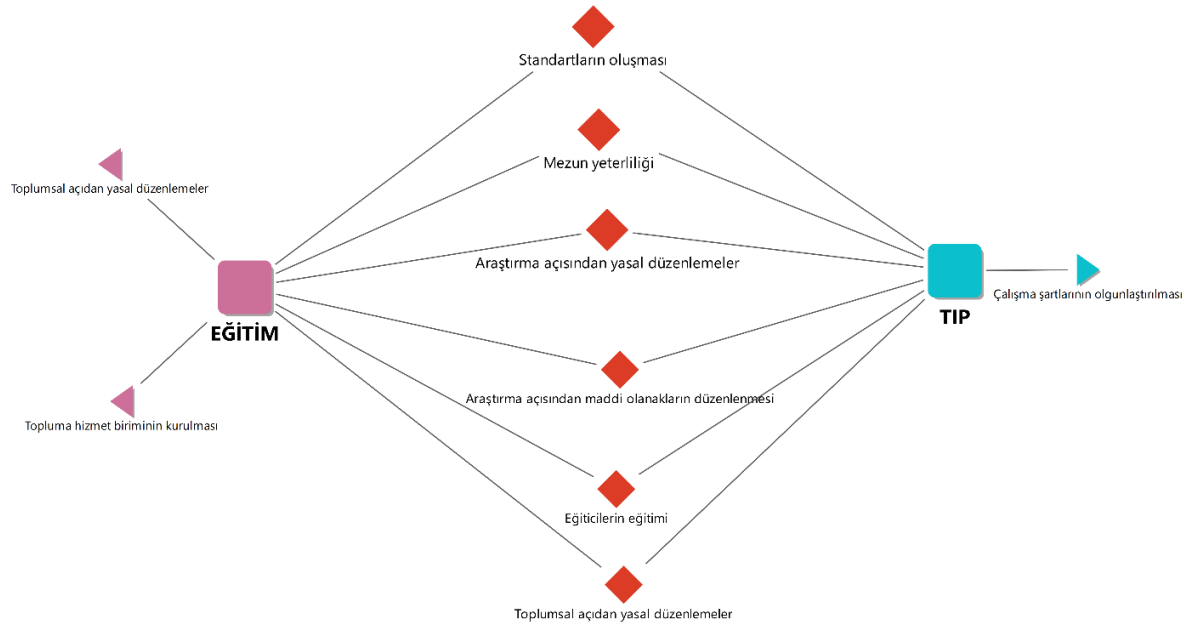 Standartların oluşması
Mezun yeterliliği
Toplumsal açıdan yasal düzenlemeler
Araştırma açısından yasal düzenlemeler
Çalışma şartlarının olgunlaştırılması
TIP
EĞİTİM
Araştırma açısından maddi olanakların düzenlenmesi
Topluma hizmet biriminin kurulması
Eğiticilerin eğitimi
Toplumsal açıdan yasal düzenlemeler